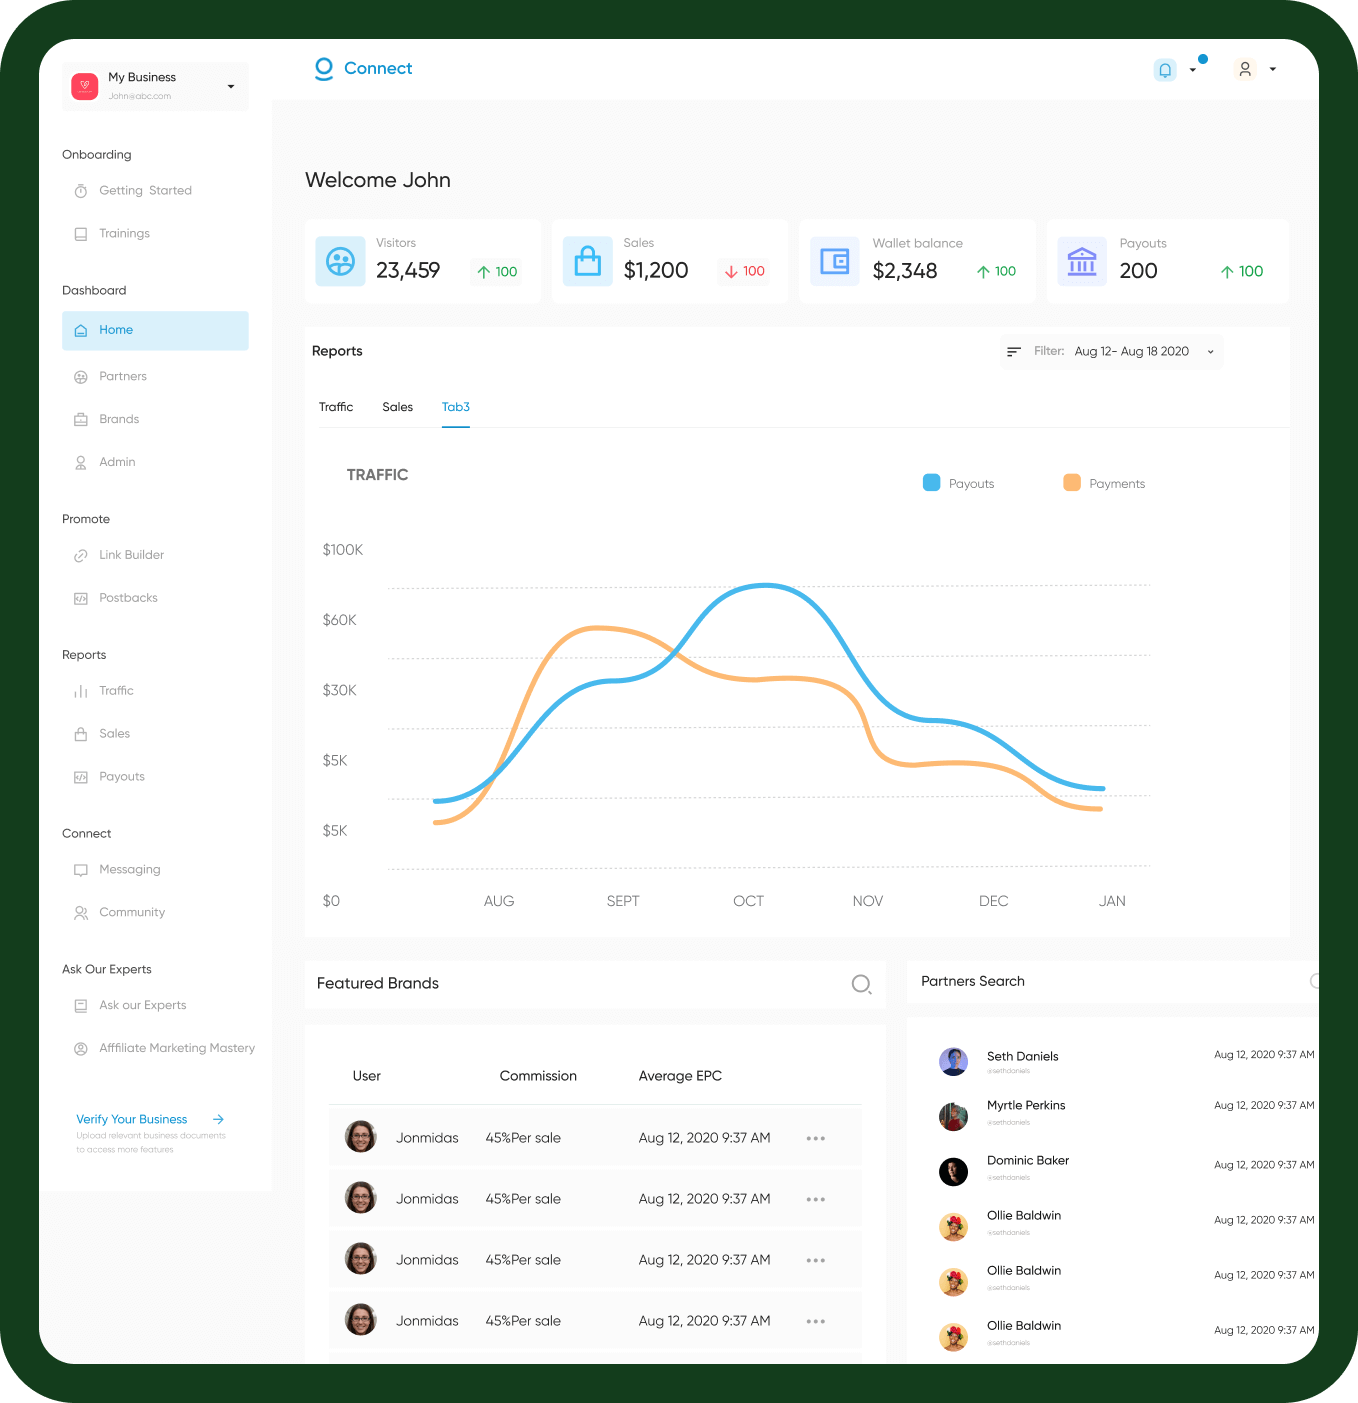 My Business
John@abc.com
Onboarding
Getting Started
Trainings
Dashboard
Home
Partners
Brands
Admin
Promote
Link Builder
Postbacks
Reports
Traffic
Sales
Payouts
Connect
Messaging
Community
Ask Our Experts
Ask our Experts
Afffiliate Marketing Mastery
Verify Your Business
Upload relevant business documents
to access more features
Connect
Welcome John
Visitors
23,459
100
Sales
$1,200
100
Wallet balance
$2,348
100
Payouts
200
100
Reports
Filter: Aug 12- Aug 18 2020
Traffic Sales Tab3
TRAFFIC
Payouts Payments
$100K
$60K
$30K
$5K
$5K
$0 AUG SEPT OCT NOV DEC JAN
Featured Brands
User Commission Average EPC
Jonmidas 45%Per sale Aug 12, 2020 9:37 AM
Jonmidas 45%Per sale Aug 12, 2020 9:37 AM
Jonmidas 45%Per sale Aug 12, 2020 9:37 AM
Jonmidas 45%Per sale Aug 12, 2020 9:37 AM
Partners Search
Seth Daniels Aug 12, 2020 9:37 AM
@sethdaniels
Myrtle Perkins Aug 12, 2020 9:37 AM
@sethdaniels
Dominic Baker Aug 12, 2020 9:37 AM
@sethdaniels
Ollie Baldwin Aug 12, 2020 9:37 AM
@sethdaniels
Ollie Baldwin Aug 12, 2020 9:37 AM
@sethdaniels
Ollie Baldwin Aug 12, 2020 9:37 AM
@sethdaniels